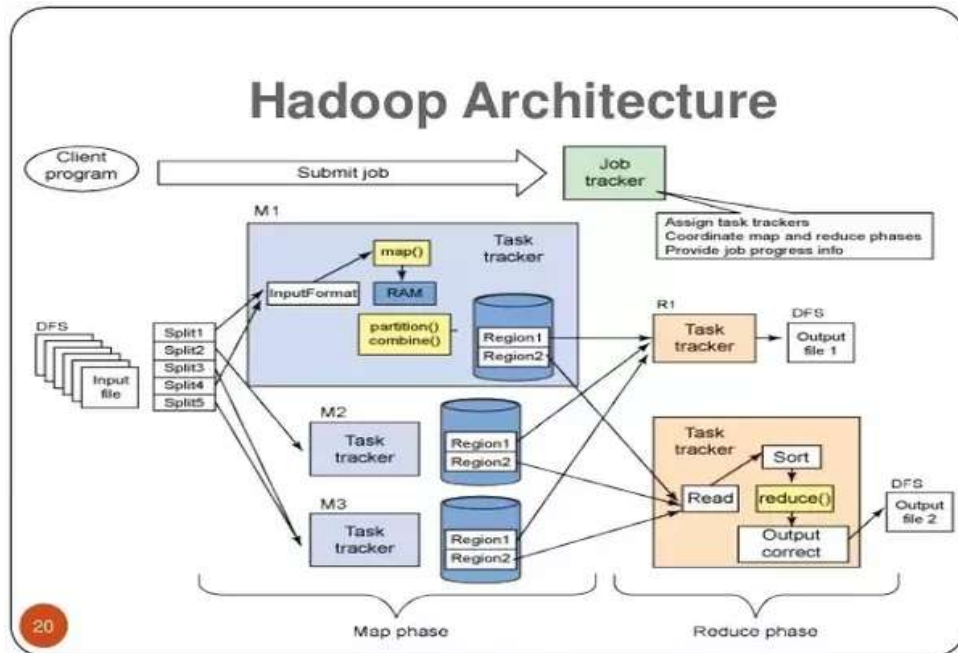 Hadoop Architecture
Client
program
Submit job
Job
tracker
Assign task trackers
Coordinate map and reduce phases
Provide job progress info
M1
map()
Task
tracker
InputFormat
RAM
partition()
combine()
Region1
Region2
DFS
Input
file
Split1
Split2
Split3
Split4
Split5
M2
Task
tracker
Region1
Region2
M3
Task
tracker
Region1
Region2
R1
Task
tracker
DFS
Output
file 1
Task
tracker
Sort
Read
reduce()
Output
correct
DFS
Output
file 2
Map phase
Reduce phase
20